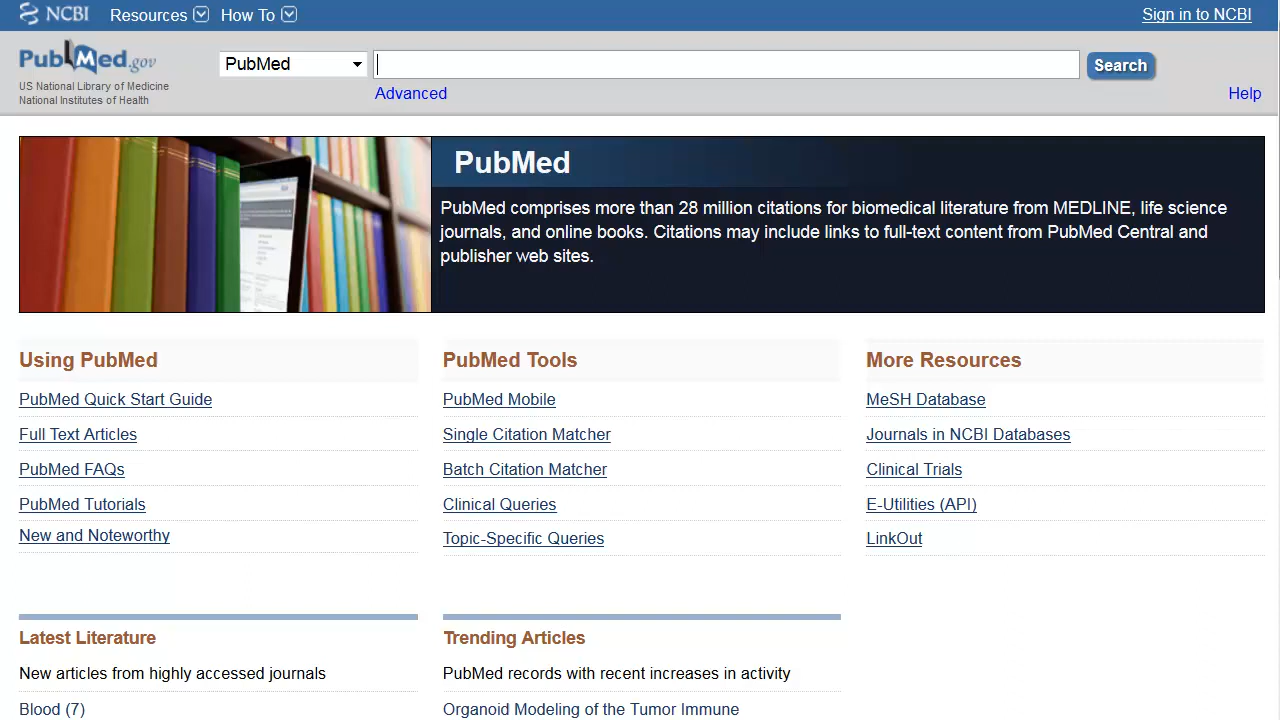 NCBI Resources How To Sign in to NCBI
PubMed.gov
US National Library of Medicine
National Institutes of Health
PubMed
Search
Advanced
Help
PubMed
PubMed comprises more than 28 million citations for biomedical literature from MEDLINE, life science
journals, and online books. Citations may include links to full-text content from PubMed Central and
publisher web sites.
Using PubMed
PubMed Quick Start Guide
Full Text Articles
PubMed FAQs
PubMed Tutorials
New and Noteworthy
PubMed Tools
PubMed Mobile
Single Citation Matcher
Batch Citation Matcher
Clinical Queries
Topic-Specific Queries
More Resources
MeSH Database
Journals in NCBI Databases
Clinical Trials
E-Utilities (API)
LinkOut
Latest Literature
New articles from highly accessed journals
Blood (7)
Trending Articles
PubMed records with recent increases in activity
Organoid Modeling of the Tumor Immune